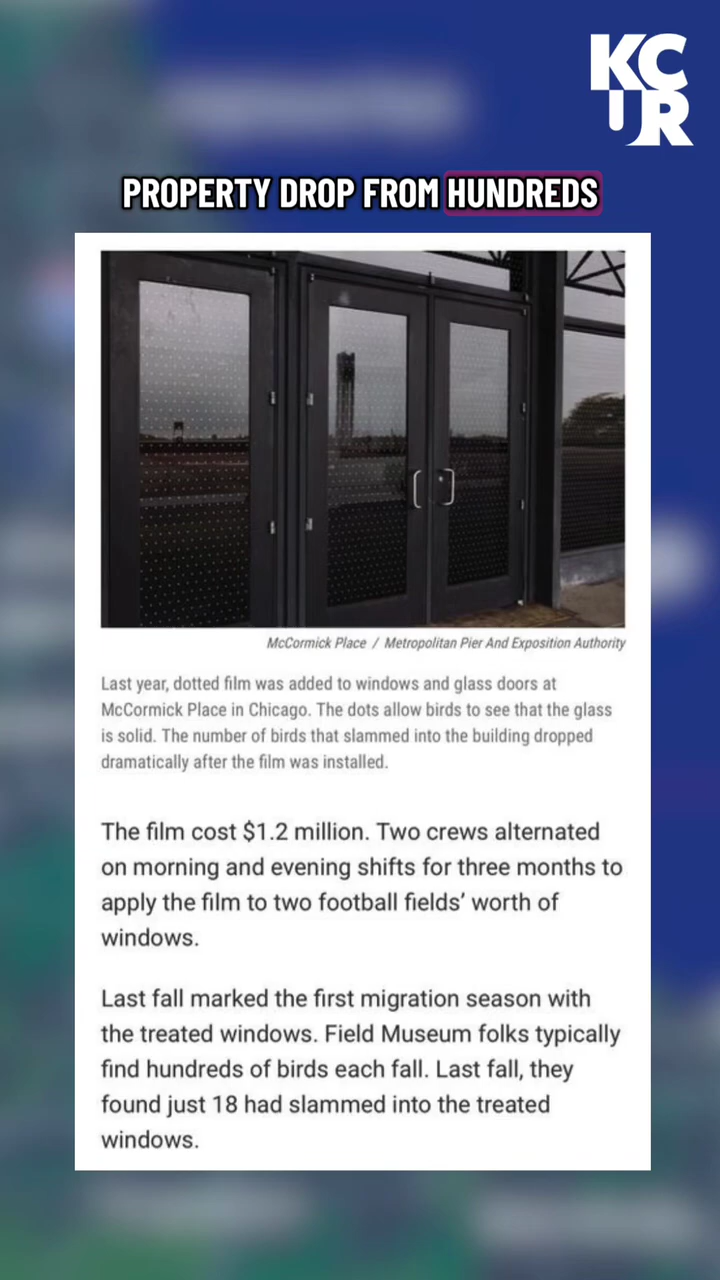 KC
UR
PROPERTY DROP FROM HUNDREDS
McCormick Place / Metropolitan Pier And Exposition Authority
Last year, dotted film was added to windows and glass doors at
McCormick Place in Chicago. The dots allow birds to see that the glass
is solid. The number of birds that slammed into the building dropped
dramatically after the film was installed.
The film cost $1.2 million. Two crews alternated
on morning and evening shifts for three months to
apply the film to two football fields’ worth of
windows.
Last fall marked the first migration season with
the treated windows. Field Museum folks typically
find hundreds of birds each fall. Last fall, they
found just 18 had slammed into the treated
windows.